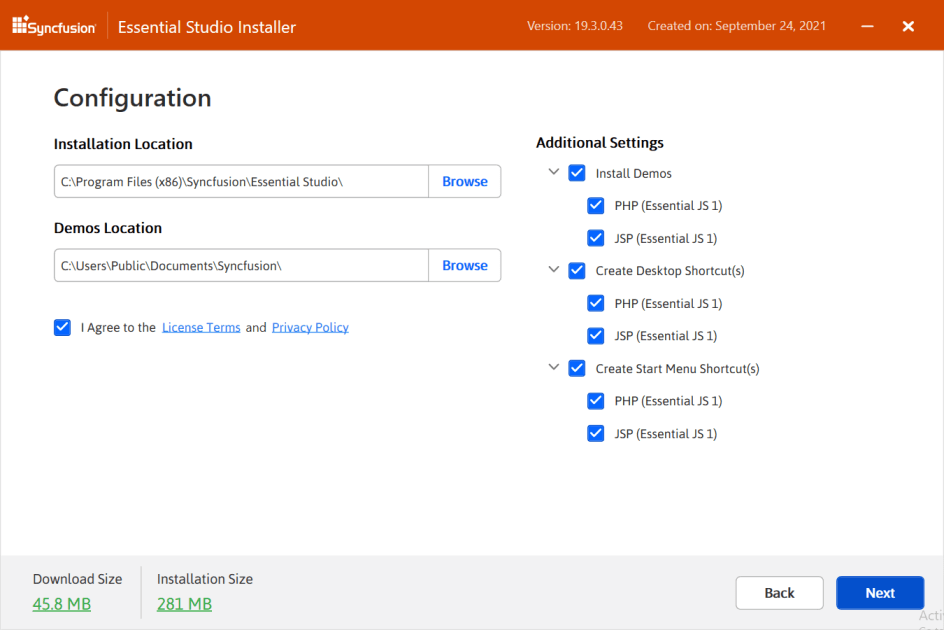 Syncfusion Essential Studio Installer Version: 19.3.0.43 Created on: September 24, 2021
Configuration
Installation Location
C:\Program Files (x86)\Syncfusion\Essential Studio\ Browse
Demos Location
C:\Users\Public\Documents\Syncfusion\ Browse
I Agree to the License Terms and Privacy Policy
Additional Settings
Install Demos
PHP (Essential JS 1)
JSP (Essential JS 1)
Create Desktop Shortcut(s)
PHP (Essential JS 1)
JSP (Essential JS 1)
Create Start Menu Shortcut(s)
PHP (Essential JS 1)
JSP (Essential JS 1)
Download Size
45.8 MB
Installation Size
281 MB
Back
Next
Acti